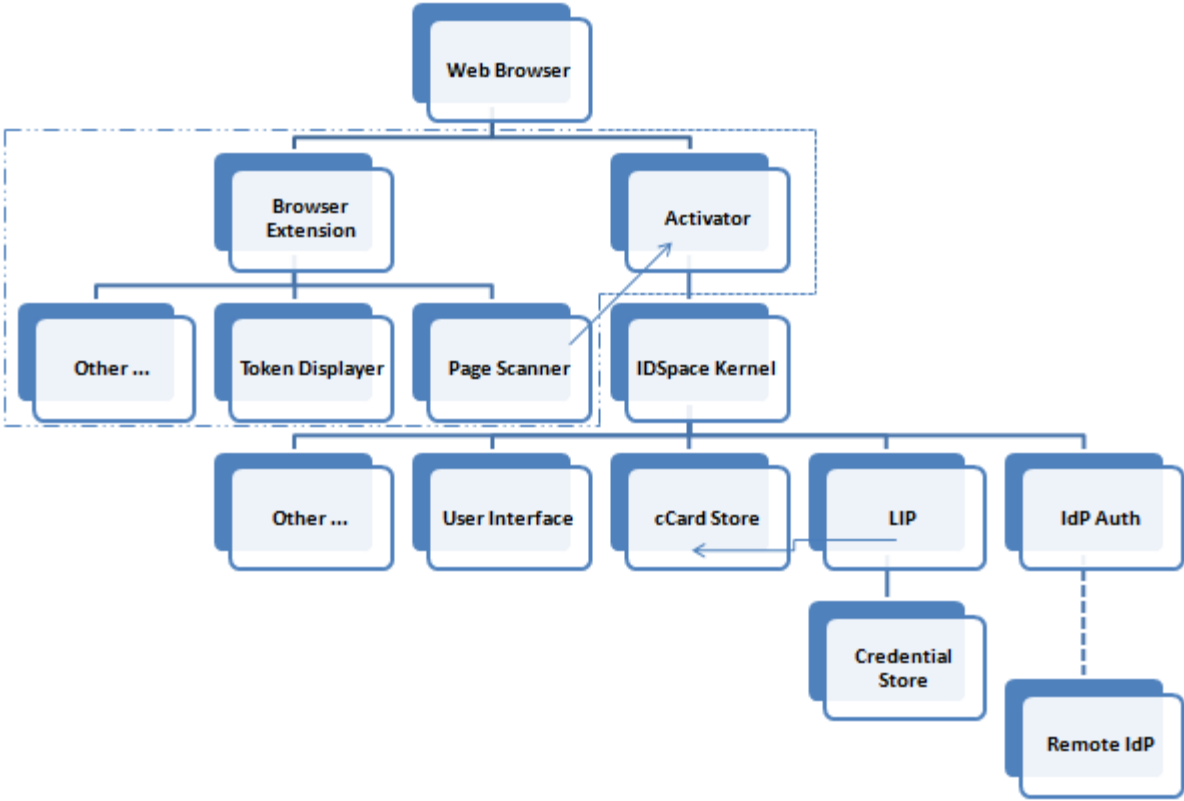 Web Browser
Browser
Extension
Activator
Other ...
Token Displayer
Page Scanner
IDSpace Kernel
Other ...
User Interface
cCard Store
LIP
IdP Auth
Credential
Store
Remote IdP